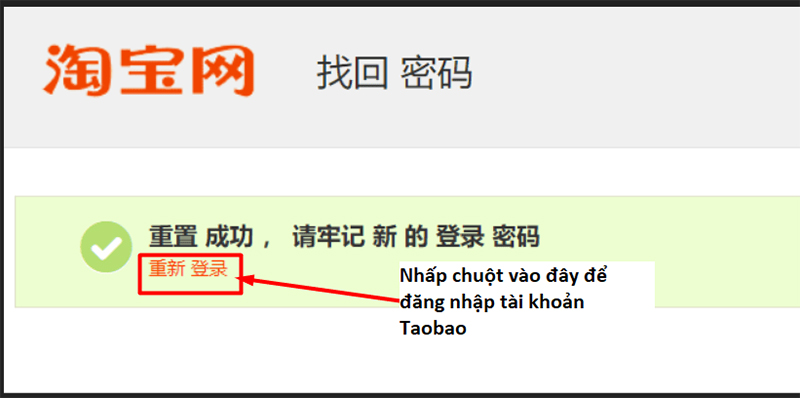 淘宝网 找回 密码
重置 成功 ， 请牢记 新 的 登录 密码
重新 登录
Nhấp chuột vào đây để
đăng nhập tài khoản
Taobao